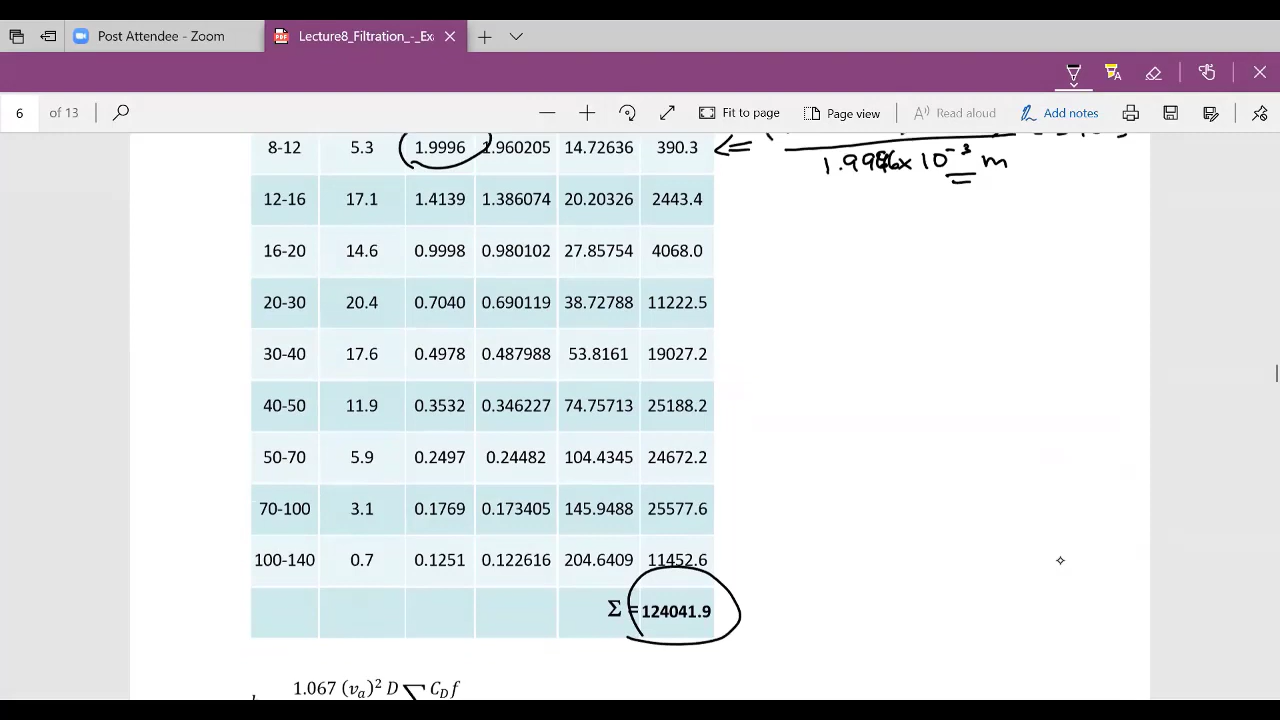 Post Attendee - Zoom
Lecture8_Filtration_-_Ex
6 of 13
Fit to page
Page view
Read aloud
Add notes
8-12 5.3 1.9996 1.960205 14.72636 390.3
1.9996x 10⁻³ m
12-16 17.1 1.4139 1.386074 20.20326 2443.4
16-20 14.6 0.9998 0.980102 27.85754 4068.0
20-30 20.4 0.7040 0.690119 38.72788 11222.5
30-40 17.6 0.4978 0.487988 53.8161 19027.2
40-50 11.9 0.3532 0.346227 74.75713 25188.2
50-70 5.9 0.2497 0.24482 104.4345 24672.2
70-100 3.1 0.1769 0.173405 145.9488 25577.6
100-140 0.7 0.1251 0.122616 204.6409 11452.6
Σ = 124041.9
1.067 (vₐ)² D ∑ C_D f